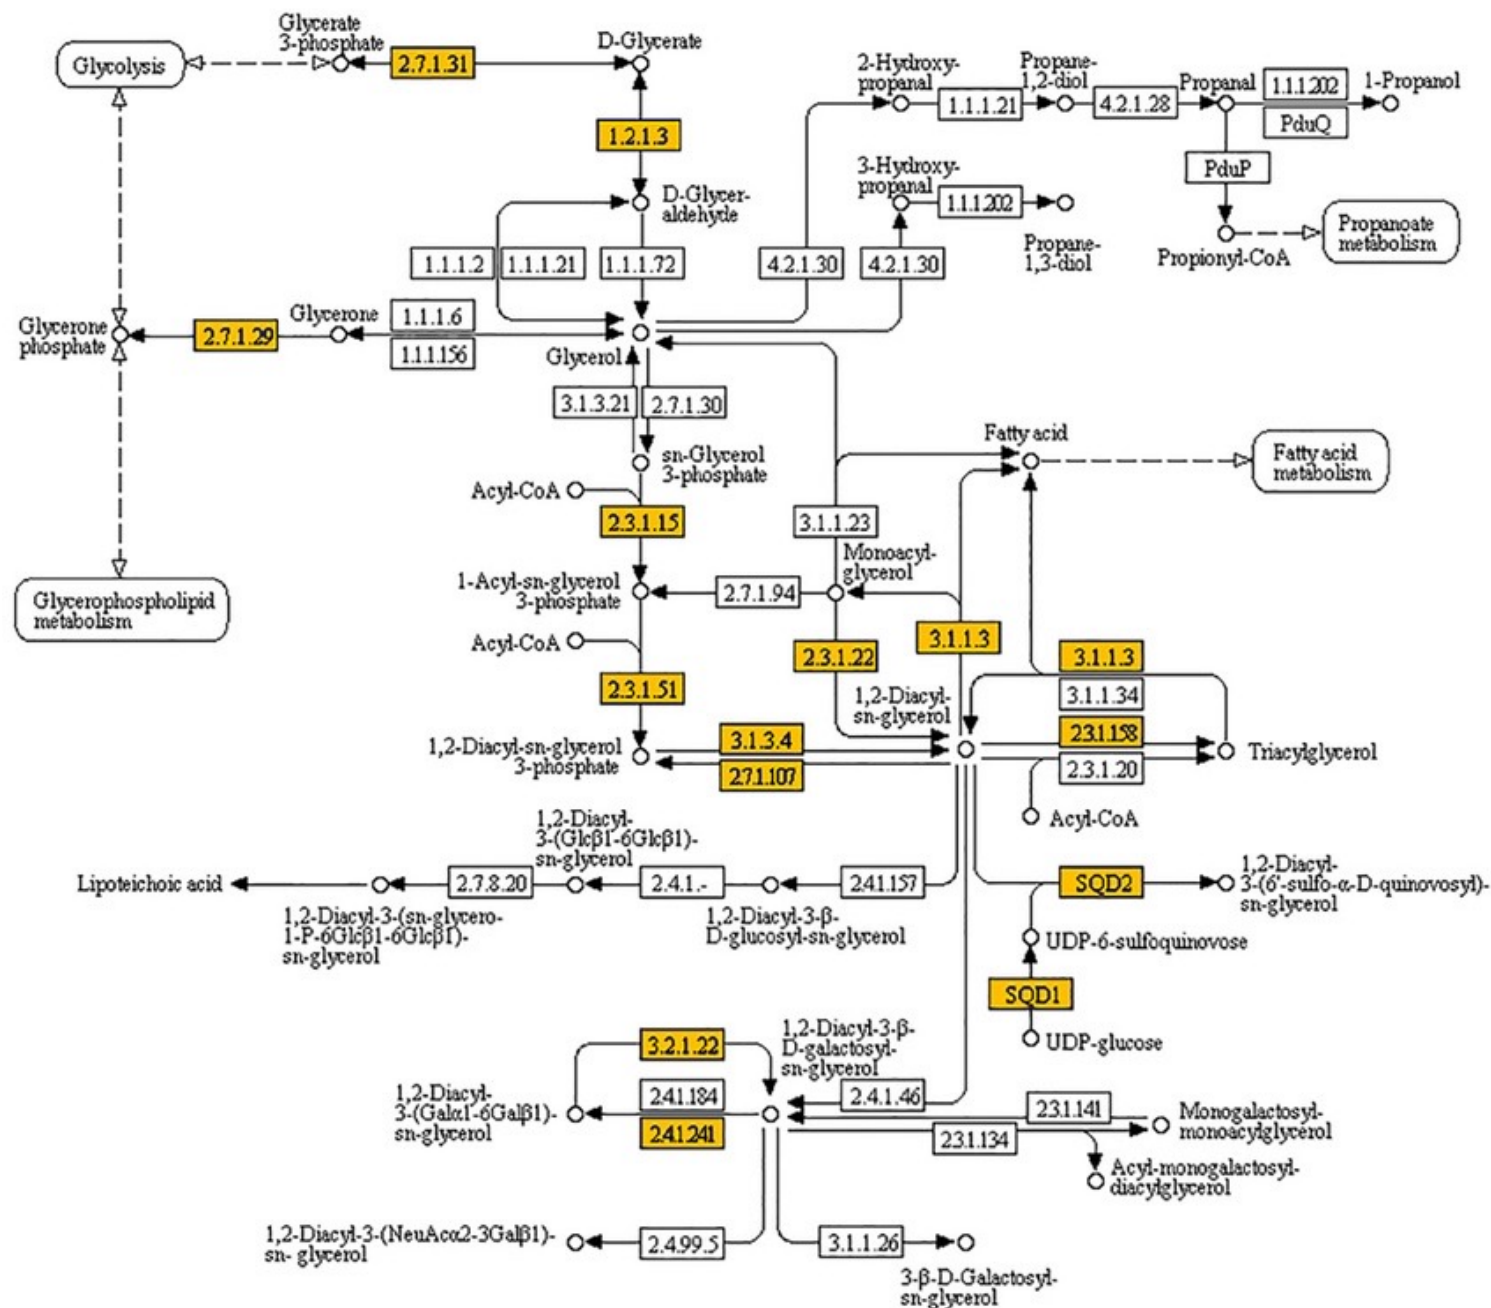 Glycerate
3-phosphate
D-Glycerate
Glycolysis
2.7.1.31
2-Hydroxy-
propanal
Propane-
1,2-diol
Propanal
1.1.1.202
1-Propanol
1.1.1.21
4.2.1.28
PduQ
1.2.1.3
PduP
3-Hydroxy-
propanal
D-Glycer-
aldehyde
1.1.1.202
Propanoate
metabolism
Propane-
1,3-diol
Propionyl-CoA
1.1.1.2
1.1.1.21
1.1.1.72
4.2.1.30
4.2.1.30
Glycerone
phosphate
2.7.1.29
Glycerone
1.1.1.6
1.1.1.156
Glycerol
3.1.3.21
2.7.1.30
Fatty acid
Fatty acid
metabolism
sn-Glycerol
3-phosphate
Acyl-CoA
2.3.1.15
3.1.1.23
Monoacyl-
glycerol
1-Acyl-sn-glycerol
3-phosphate
2.7.1.94
Glycerophospholipid
metabolism
Acyl-CoA
2.3.1.22
3.1.1.3
3.1.1.3
2.3.1.51
3.1.1.34
1,2-Diacyl-
sn-glycerol
1,2-Diacyl-sn-glycerol
3-phosphate
3.1.3.4
2.3.1.158
Triacylglycerol
2.7.1.107
2.3.1.20
Acyl-CoA
1,2-Diacyl-
3-(Glcβ1-6Glcβ1)-
sn-glycerol
Lipoteichoic acid
2.7.8.20
2.4.1.-
2.4.1.157
SQD2
1,2-Diacyl-
3-(6'-sulfo-α-D-quinovosyl)-
sn-glycerol
1,2-Diacyl-3-(sn-glycero-
1-P-6Glcβ1-6Glcβ1)-
sn-glycerol
1,2-Diacyl-3-β-
D-glucosyl-sn-glycerol
UDP-6-sulfoquinovose
SQD1
UDP-glucose
3.2.1.22
1,2-Diacyl-3-β-
D-galactosyl-
sn-glycerol
1,2-Diacyl-
3-(Galα1-6Galβ1)-
sn-glycerol
2.4.1.184
2.4.1.241
2.4.1.46
2.3.1.141
2.3.1.134
Monogalactosyl-
monoacylglycerol
Acyl-monogalactosyl-
diacylglycerol
1,2-Diacyl-3-(NeuAcα2-3Galβ1)-
sn- glycerol
2.4.99.5
3.1.1.26
3-β-D-Galactosyl-
sn-glycerol